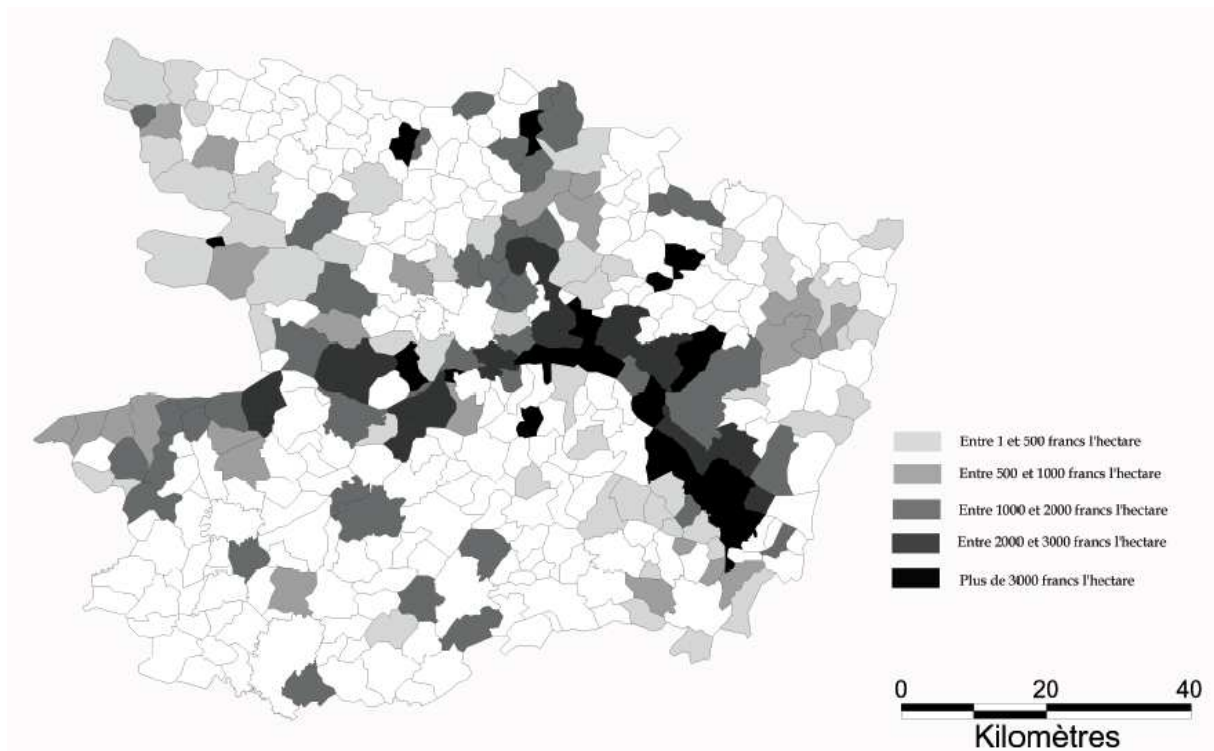 Entre 1 et 500 francs l'hectare
Entre 500 et 1000 francs l'hectare
Entre 1000 et 2000 francs l'hectare
Entre 2000 et 3000 francs l'hectare
Plus de 3000 francs l'hectare
0 20 40
Kilomètres